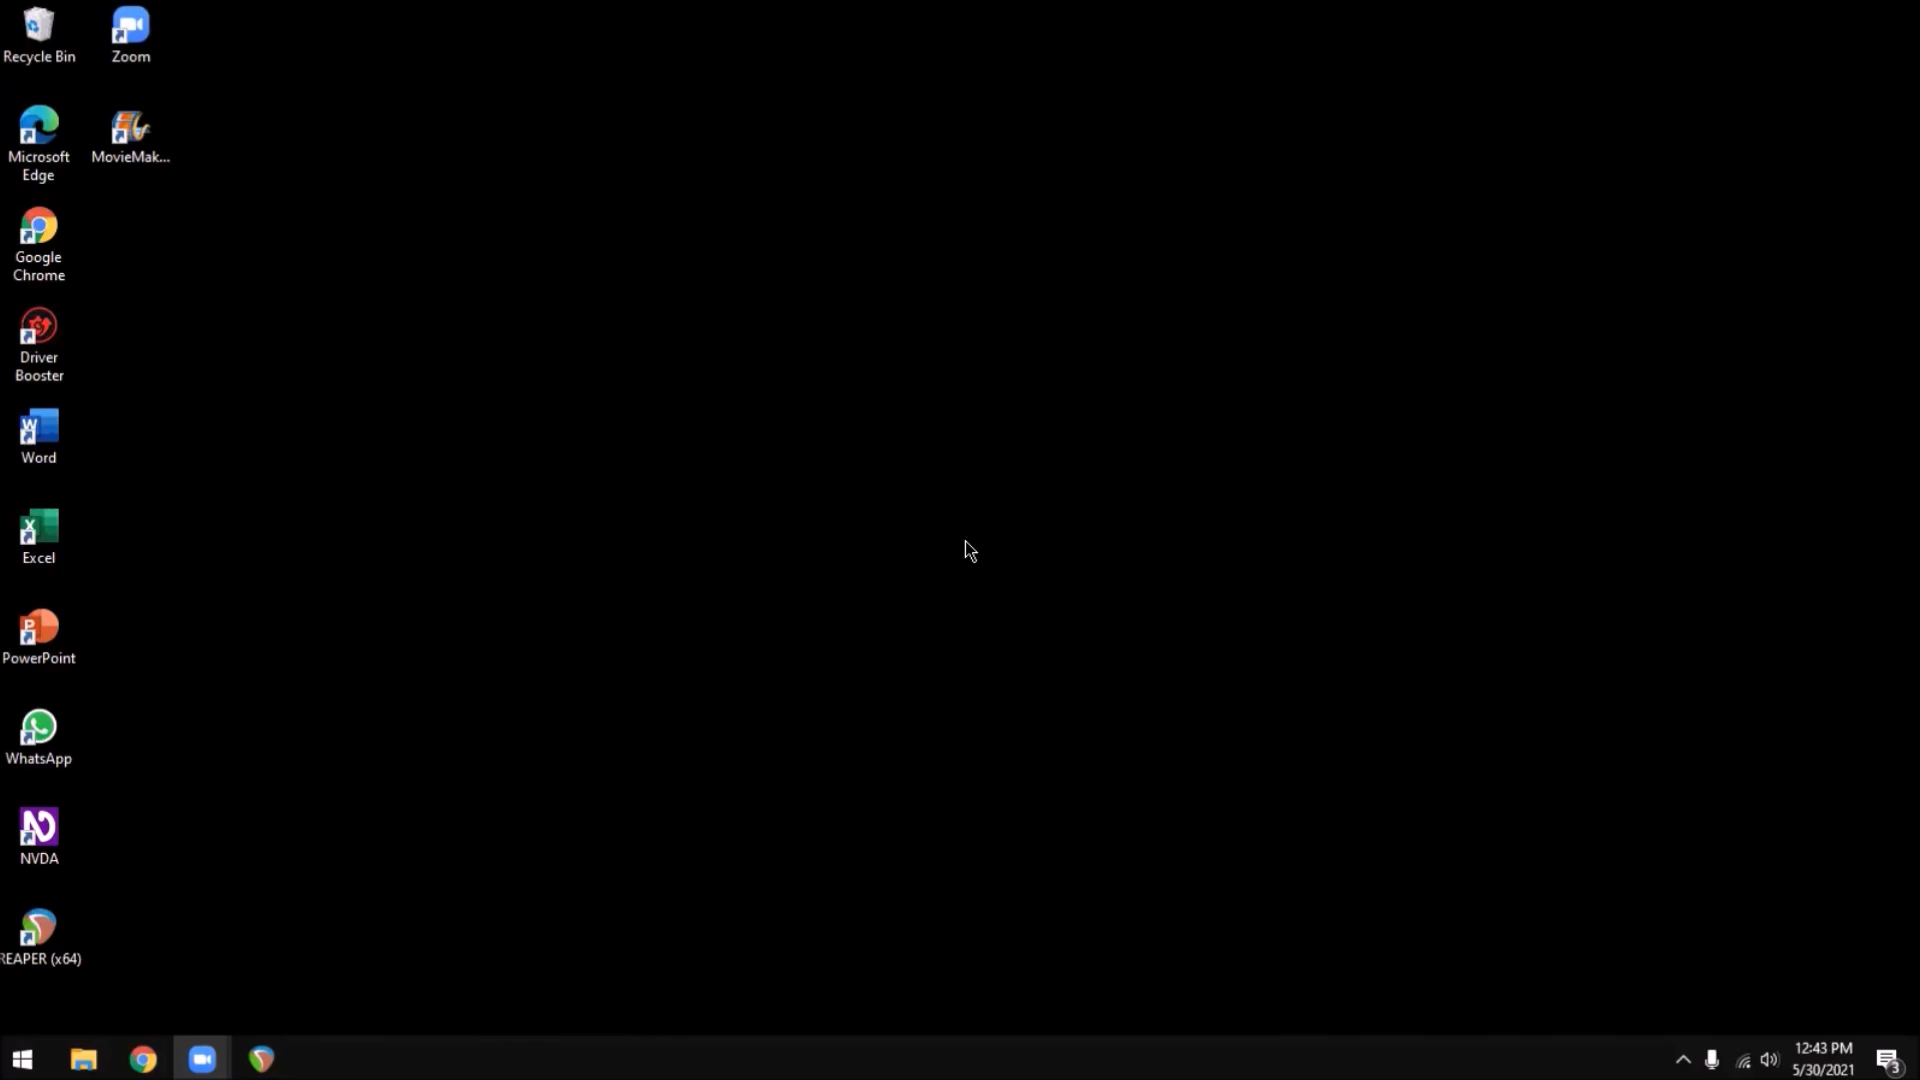 Recycle Bin
Zoom
Microsoft
Edge
MovieMak...
Google
Chrome
Driver
Booster
Word
Excel
PowerPoint
WhatsApp
NVDA
REAPER (x64)
12:43 PM
5/30/2021
3